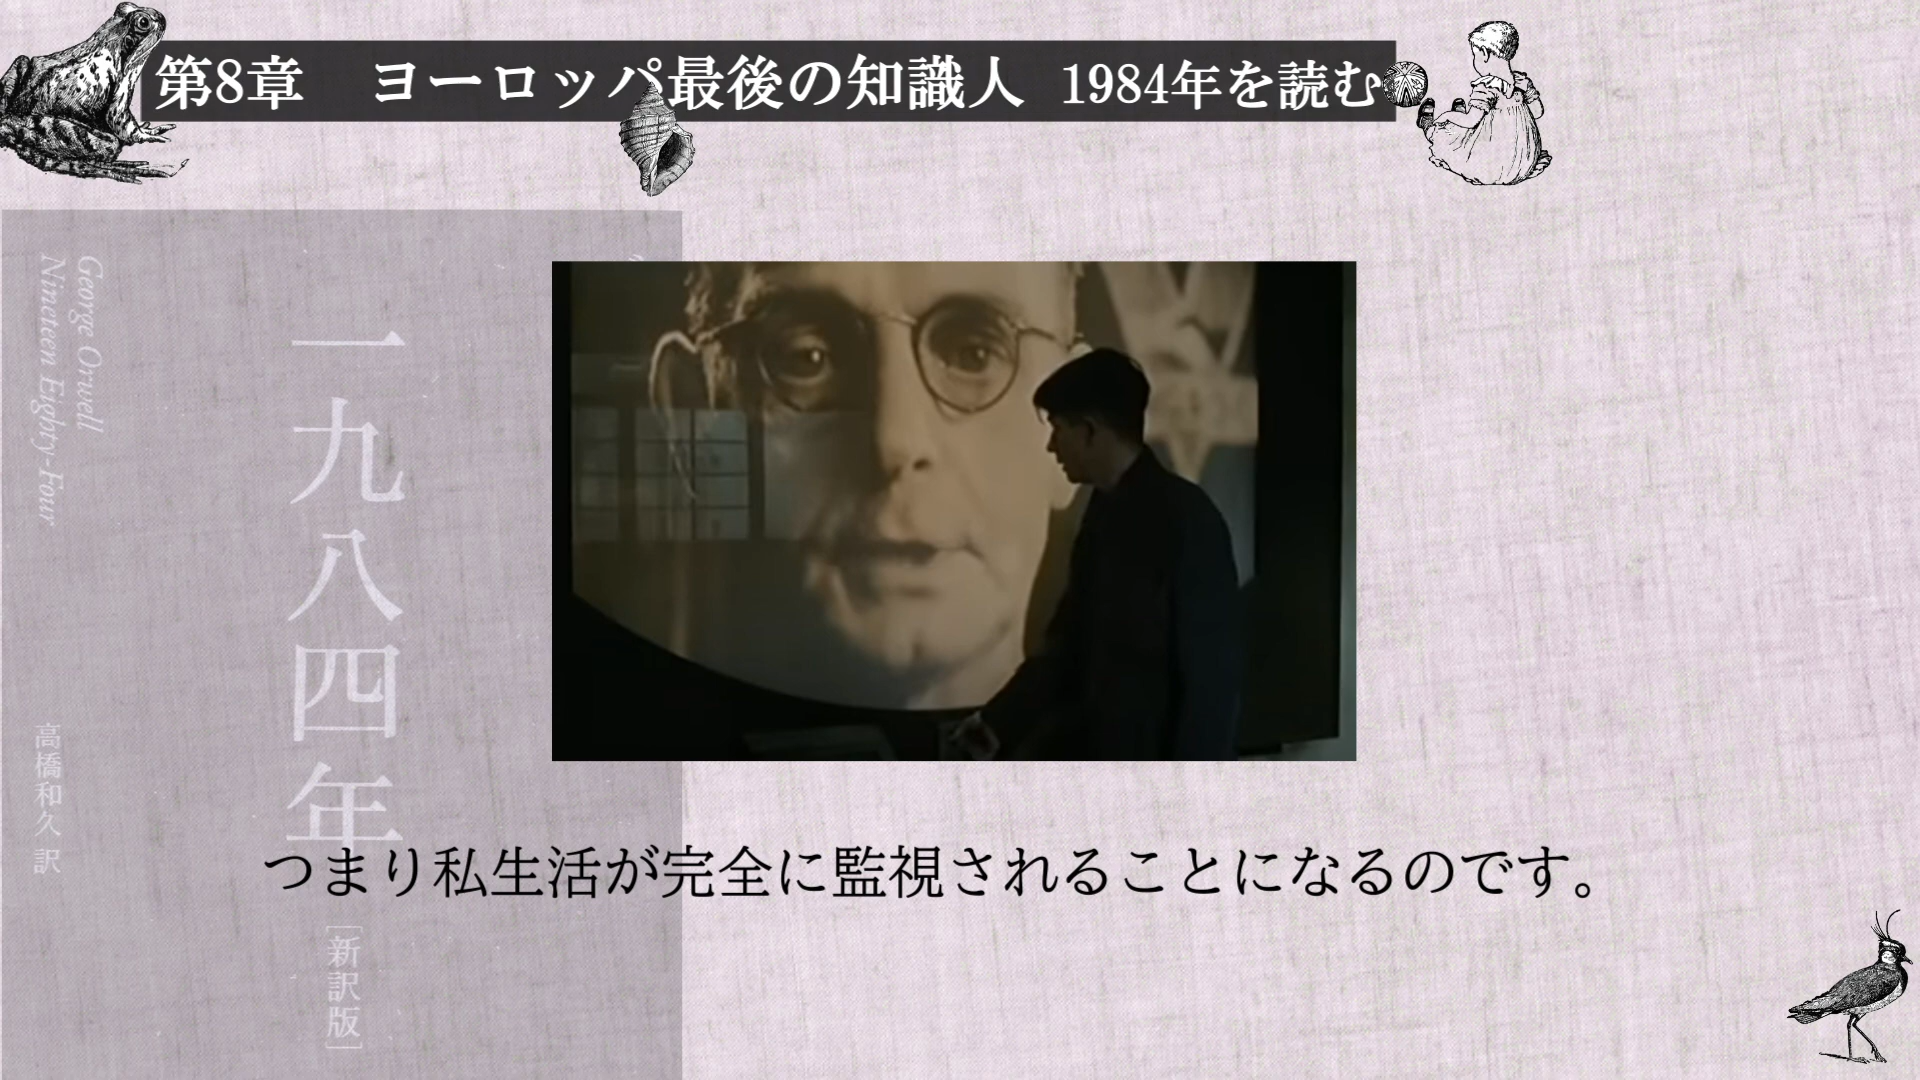 第8章　ヨーロッパ最後の知識人 1984年を読む
George Orwell
Nineteen Eighty-Four
一九八四年
高橋和久 訳
[新訳版]
つまり私生活が完全に監視されることになるのです。